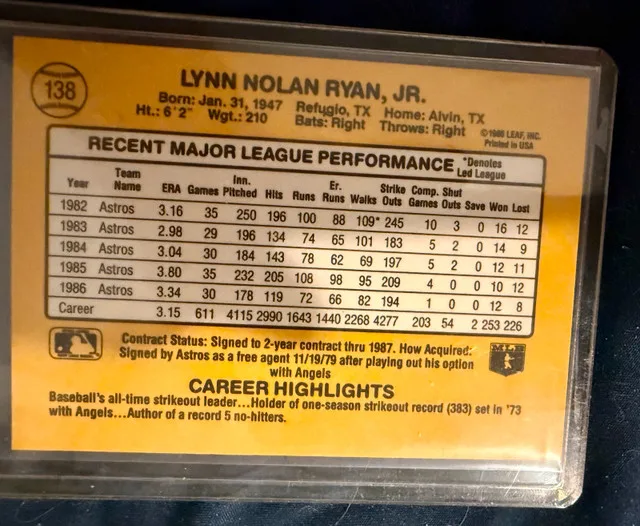 138
LYNN NOLAN RYAN, JR.
Born: Jan. 31, 1947 Refugio, TX Home: Alvin, TX
Ht.: 6'2" Wgt.: 210 Bats: Right Throws: Right
©1986 LEAF, INC.
Printed in USA
RECENT MAJOR LEAGUE PERFORMANCE *Denotes Led League
Year Team Name ERA Games Inn. Pitched Hits Runs Er. Runs Walks Strike Outs Comp. Games Shut Outs Save Won Lost
1982 Astros 3.16 35 250 196 100 88 109* 245 10 3 0 16 12
1983 Astros 2.98 29 196 134 74 65 101 183 5 2 0 14 9
1984 Astros 3.04 30 184 143 78 62 69 197 5 2 0 12 11
1985 Astros 3.80 35 232 205 108 98 95 209 4 0 0 10 12
1986 Astros 3.34 30 178 119 72 66 82 194 1 0 0 12 8
Career 3.15 611 4115 2990 1643 1440 2268 4277 203 54 2 253 226
Contract Status: Signed to 2-year contract thru 1987. How Acquired:
Signed by Astros as a free agent 11/19/79 after playing out his option
with Angels
MLB
CAREER HIGHLIGHTS
Baseball's all-time strikeout leader...Holder of one-season strikeout record (383) set in '73
with Angels...Author of a record 5 no-hitters.